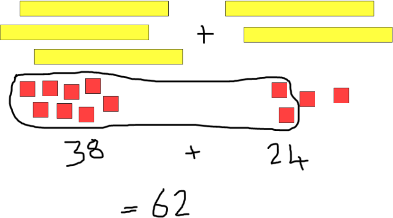 +
38 + 24
= 62